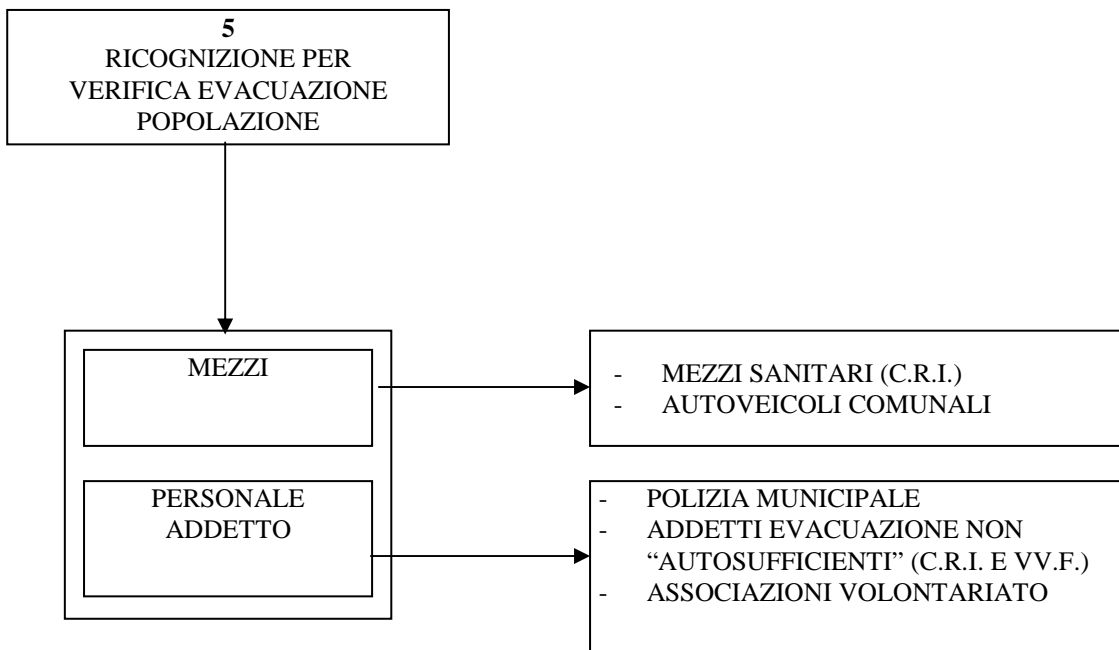 5
RICOGNIZIONE PER
VERIFICA EVACUAZIONE
POPOLAZIONE
MEZZI
- MEZZI SANITARI (C.R.I.)
- AUTOVEICOLI COMUNALI
PERSONALE
ADDETTO
- POLIZIA MUNICIPALE
- ADDETTI EVACUAZIONE NON
“AUTOSUFFICIENTI” (C.R.I. E VV.F.)
- ASSOCIAZIONI VOLONTARIATO